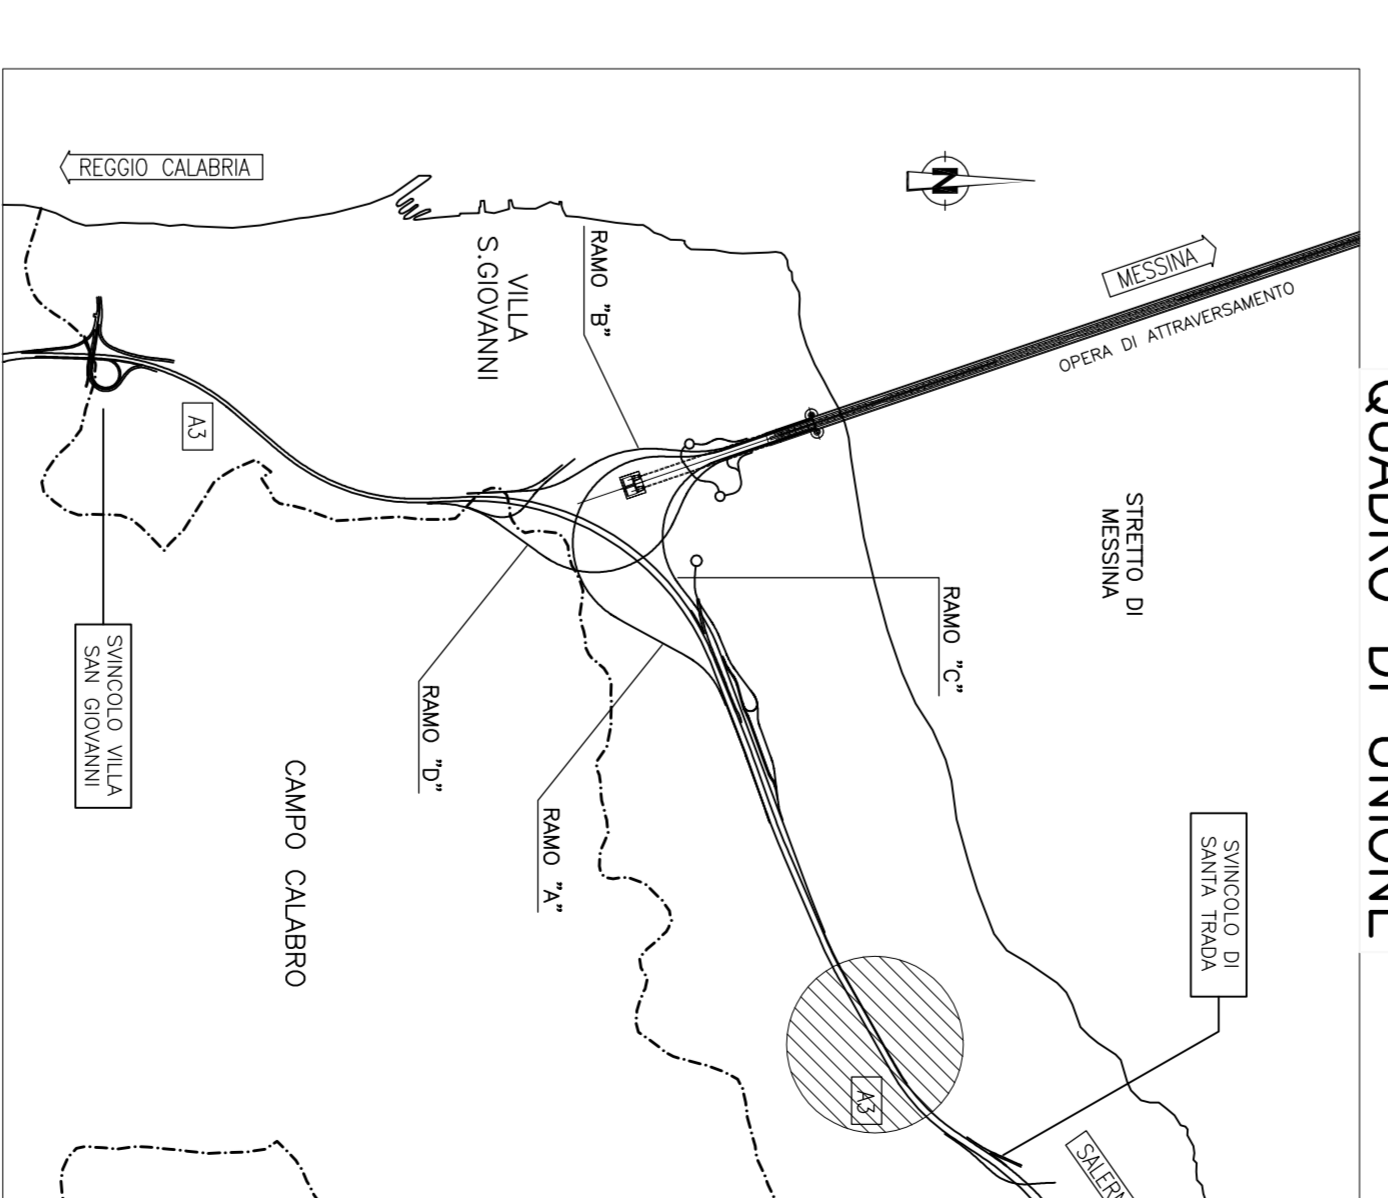 QUADRO DI UNIONE
REGGIO CALABRIA
N
MESSINA
OPERA DI ATTRAVERSAMENTO
VILLA
S.GIOVANNI
RAMO "B"
A3
STRETTO DI
MESSINA
RAMO "C"
SVINCOLO VILLA
SAN GIOVANNI
RAMO "D"
RAMO "A"
CAMPO CALABRO
SVINCOLO DI
SANTA TRADA
A3